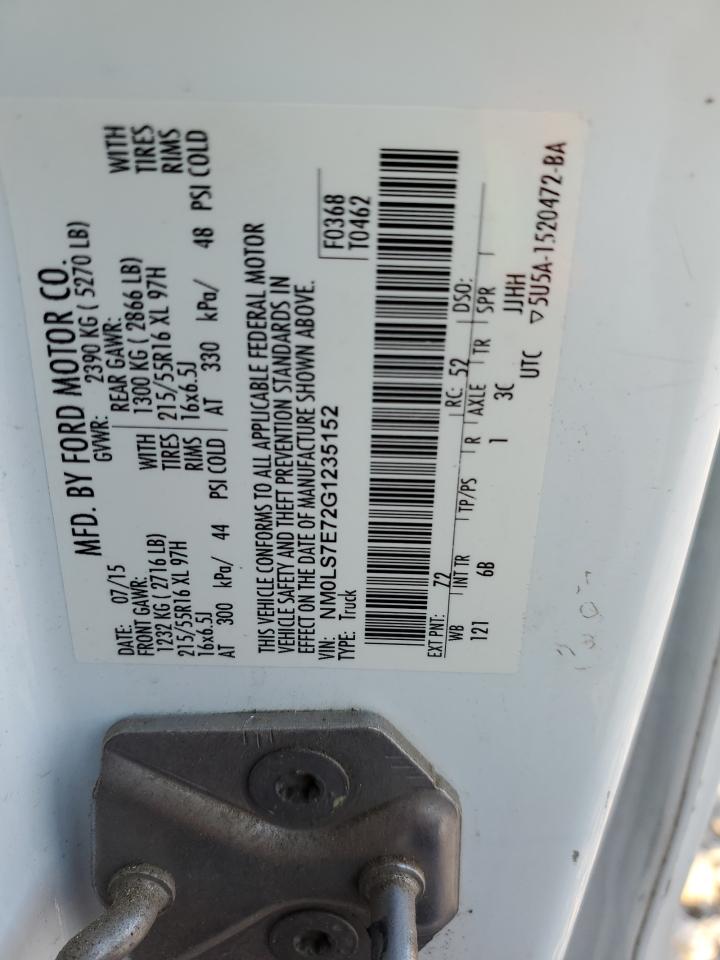 MFD. BY FORD MOTOR CO.
DATE: 07/15
GVWR: 2390 KG ( 5270 LB)
FRONT GAWR:
1232 KG ( 2716 LB) WITH
215/55R16 XL 97H TIRES
16x6.5J RIMS
AT 300 kPa/ 44 PSI COLD
REAR GAWR:
1300 KG ( 2866 LB) WITH
215/55R16 XL 97H TIRES
16x6.5J RIMS
AT 330 kPa/ 48 PSI COLD
THIS VEHICLE CONFORMS TO ALL APPLICABLE FEDERAL MOTOR
VEHICLE SAFETY AND THEFT PREVENTION STANDARDS IN
EFFECT ON THE DATE OF MANUFACTURE SHOWN ABOVE.
VIN: NM0LS7E72G1235152
TYPE: Truck
F0368
T0462
EXT PNT: Z2 RC: 52 DSO:
WB INT TR TP/PS R AXLE TR SPR
121 6B 1 3C JJHH
UTC ▽5U5A-1520472-BA